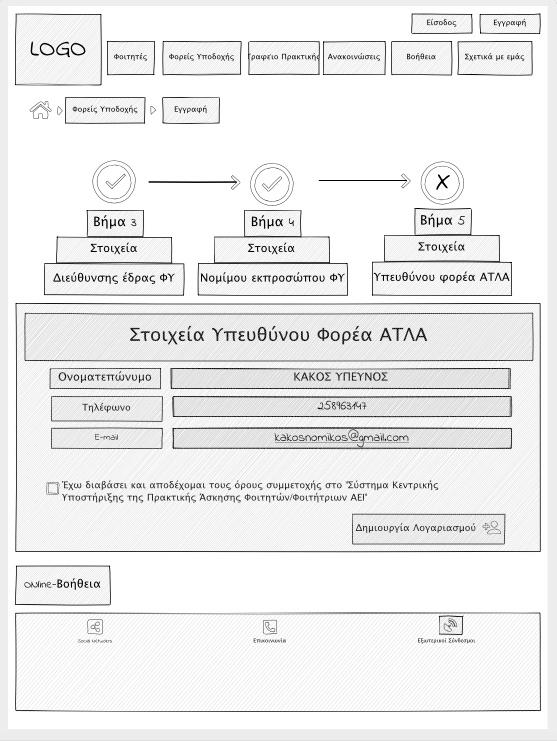 LOGO
Είσοδος
Εγγραφή
Φοιτητές
Φορείς Υποδοχής
Γραφείο Πρακτικής
Ανακοινώσεις
Βοήθεια
Σχετικά με εμάς
Φορείς Υποδοχής
Εγγραφή
X
Βήμα 3
Βήμα 4
Βήμα 5
Στοιχεία
Στοιχεία
Στοιχεία
Διεύθυνσης έδρας ΦΥ
Νομίμου εκπροσώπου ΦΥ
Υπευθύνου φορέα ΑΤΛΑ
Στοιχεία Υπευθύνου Φορέα ΑΤΛΑ
Ονοματεπώνυμο
ΚΑΚΟΣ ΥΠΕΥΝΟΣ
Τηλέφωνο
258963147
E-mail
kakosnomikos@gmail.com
Έχω διαβάσει και αποδέχομαι τους όρους συμμετοχής στο "Σύστημα Κεντρικής
Υποστήριξης της Πρακτικής Άσκησης Φοιτητών/Φοιτήτριων ΑΕΙ"
Δημιουργία Λογαριασμού
online-Βοήθεια
Επικοινωνία
Εξωτερικοί Σύνδεσμοι